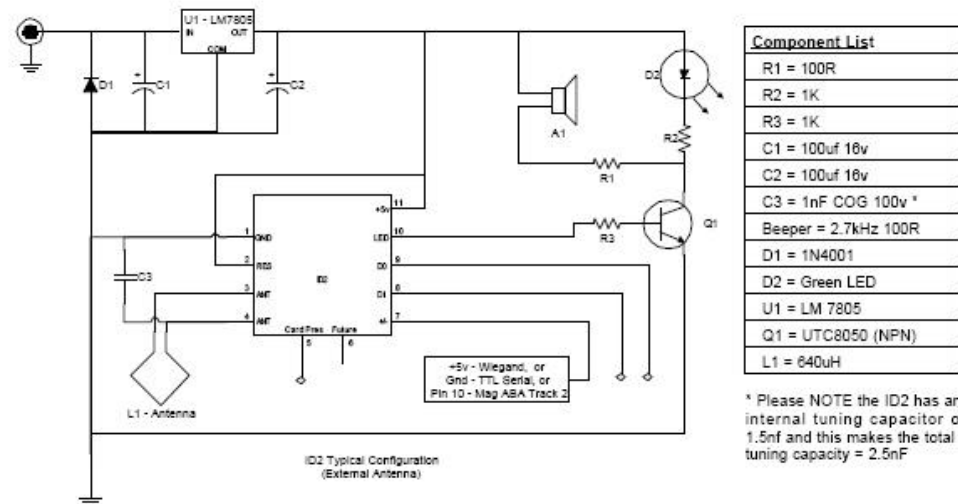 U1 - LM7805
IN OUT
COM
D1
C1
C2
D2
A1
R2
R1
R3
Q1
1 GND
2 RES
3 ANT
4 ANT
ID2
+5v 11
LED 10
D0 9
D1 8
+/- 7
Card Pres Future
5 6
C3
L1 - Antenna
+5v - Wiegand, or
Gnd - TTL Serial, or
Pin 10 - Mag ABA Track 2
ID2 Typical Configuration
(External Antenna)
Component List
R1 = 100R
R2 = 1K
R3 = 1K
C1 = 100uf 16v
C2 = 100uf 16v
C3 = 1nF COG 100v *
Beeper = 2.7kHz 100R
D1 = 1N4001
D2 = Green LED
U1 = LM 7805
Q1 = UTC8050 (NPN)
L1 = 640uH
* Please NOTE the ID2 has an
internal tuning capacitor o
1.5nf and this makes the total
tuning capacity = 2.5nF